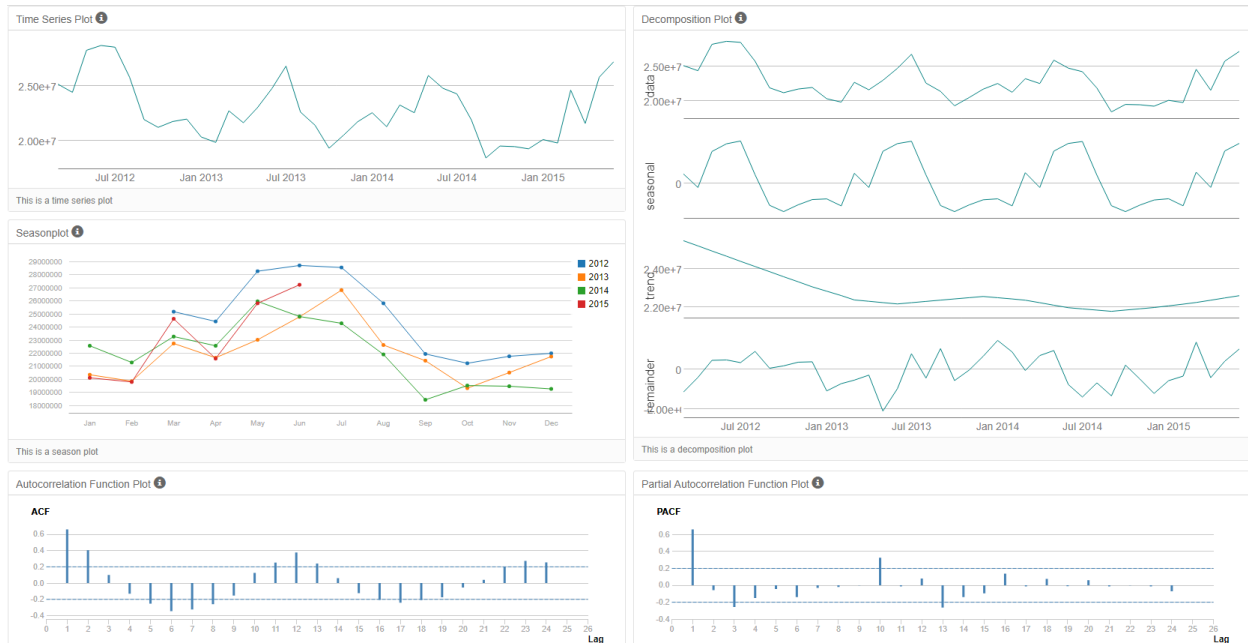 Time Series Plot
2.50e+7
2.00e+7
Jul 2012 Jan 2013 Jul 2013 Jan 2014 Jul 2014 Jan 2015
This is a time series plot
Seasonplot
29000000
28000000
27000000
26000000
25000000
24000000
23000000
22000000
21000000
20000000
19000000
18000000
Jan Feb Mar Apr May Jun Jul Aug Sep Oct Nov Dec
2012
2013
2014
2015
This is a season plot
Decomposition Plot
data
2.50e+7
2.00e+7
seasonal
0
trend
2.40e+7
2.20e+7
remainder
0
Jul 2012 Jan 2013 Jul 2013 Jan 2014 Jul 2014 Jan 2015
This is a decomposition plot
Autocorrelation Function Plot
ACF
0.6
0.4
0.2
0.0
-0.2
-0.4
0 1 2 3 4 5 6 7 8 9 10 11 12 13 14 15 16 17 18 19 20 21 22 23 24 25 26
Lag
Partial Autocorrelation Function Plot
PACF
0.6
0.4
0.2
0.0
-0.2
-0.4
0 1 2 3 4 5 6 7 8 9 10 11 12 13 14 15 16 17 18 19 20 21 22 23 24 25 26
Lag